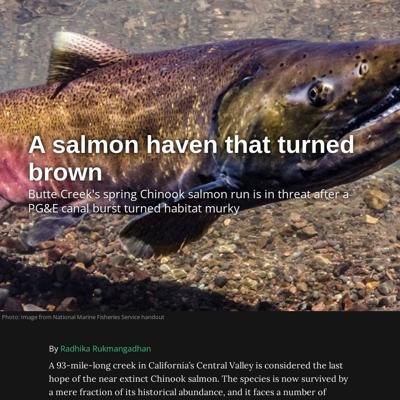 A salmon haven that turned
brown
Butte Creek's spring Chinook salmon run is in threat after a
PG&E canal burst turned habitat murky
Photo: Image from National Marine Fisheries Service handout
By Radhika Rukmangadhan
A 93-mile-long creek in California's Central Valley is considered the last
hope of the near extinct Chinook salmon. The species is now survived by
a mere fraction of its historical abundance, and it faces a number of